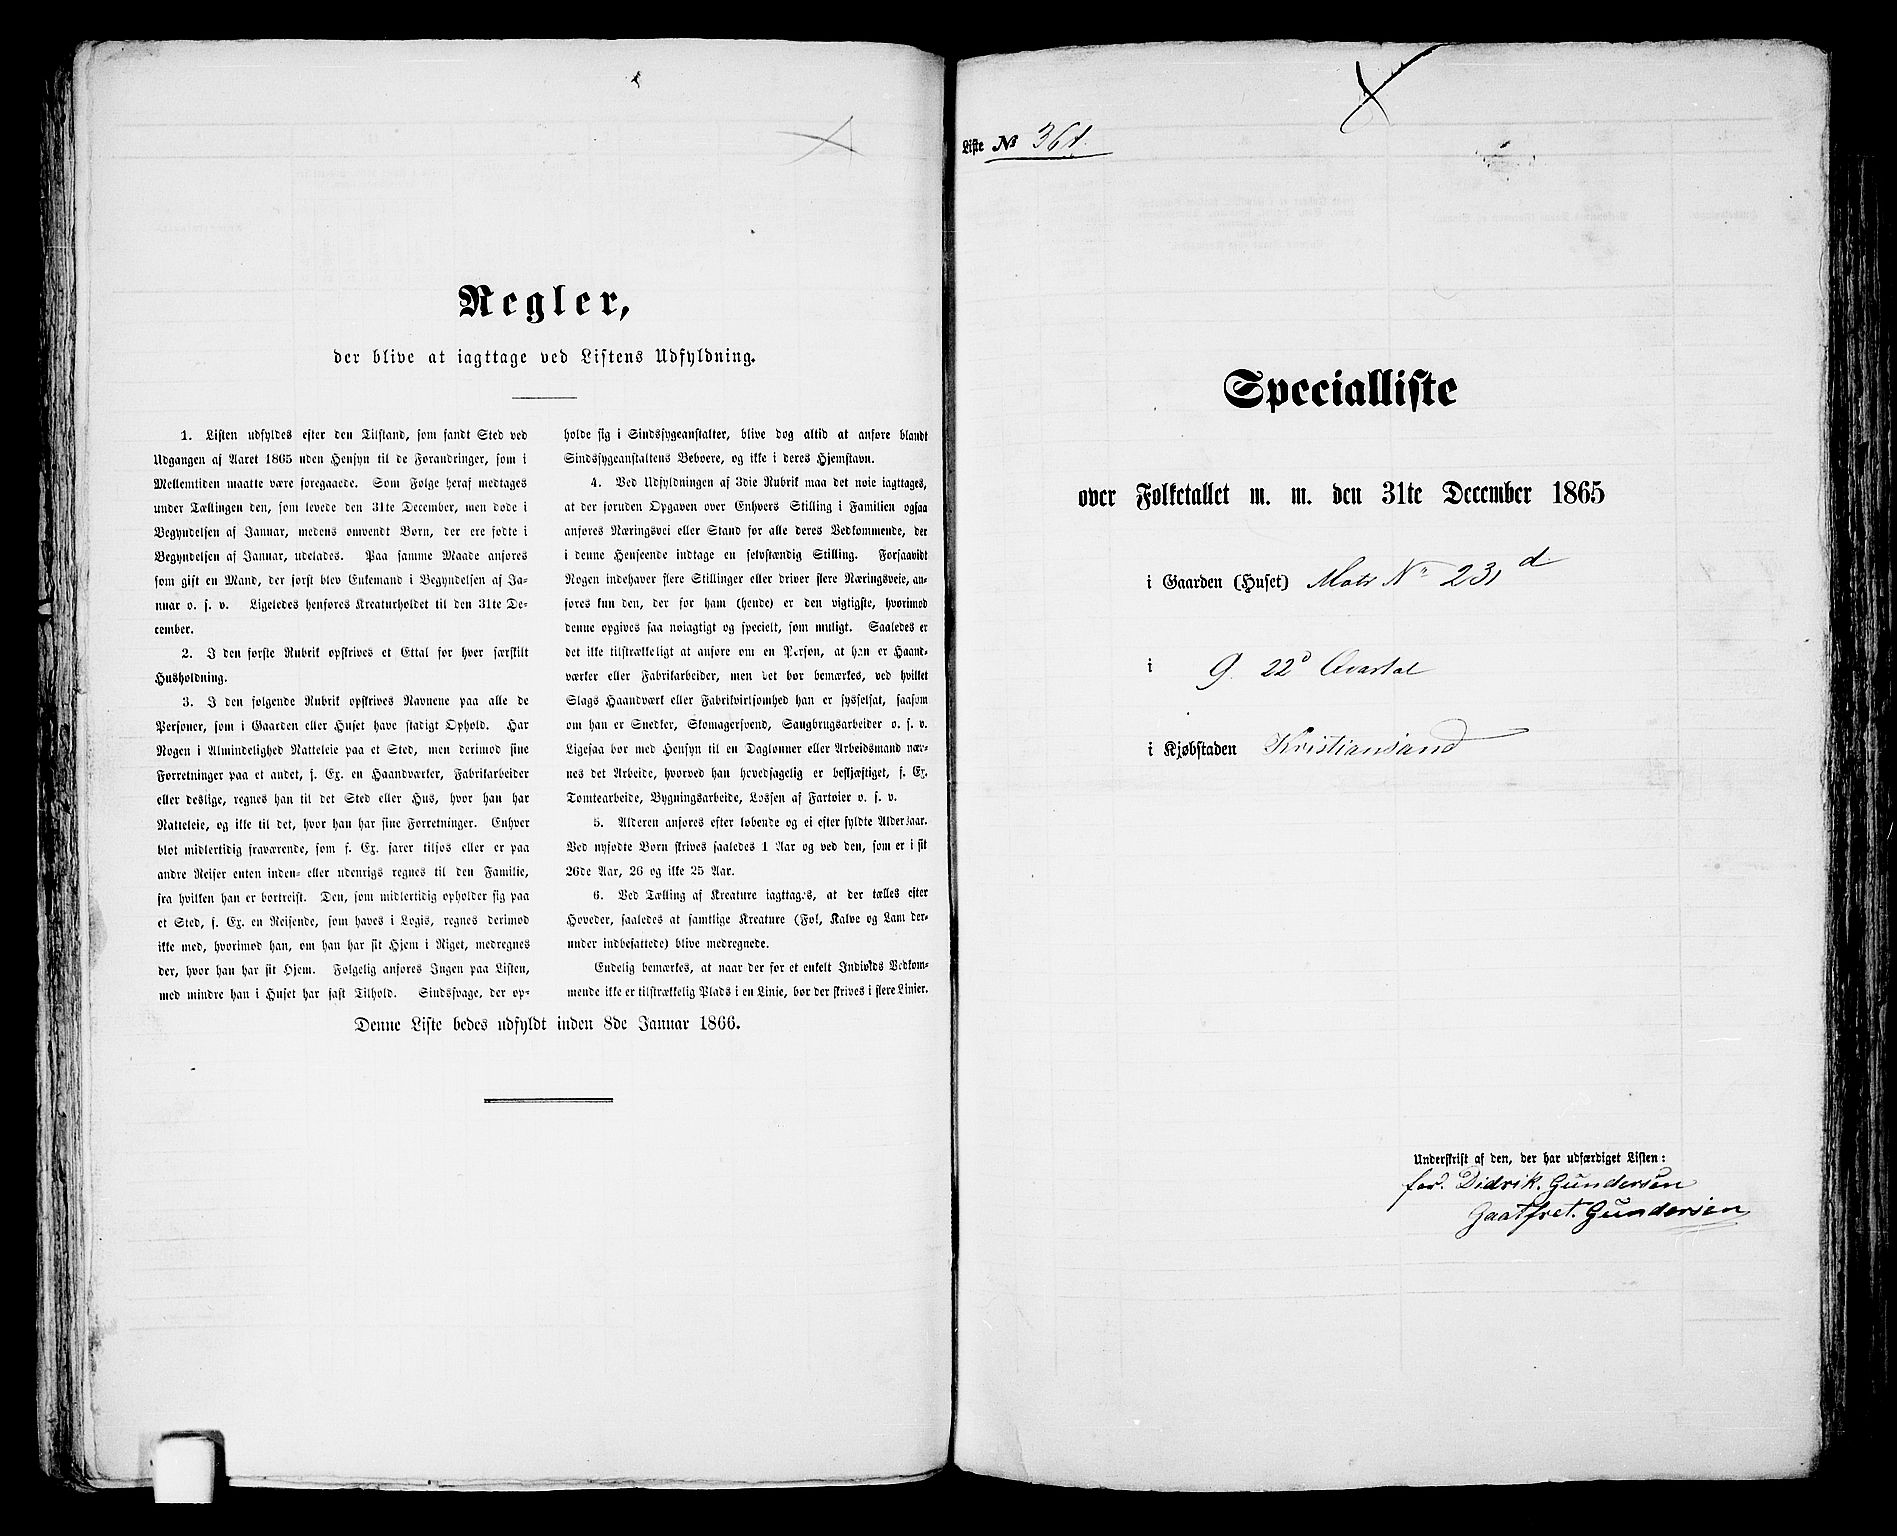 Regler,
der blive at iagttage ved Listens Udfyldning.
1. Listen udfyldes efter den Tilstand, som fandt Sted ved
Udgangen af Aaret 1865 uden Hensyn til de Forandringer, som i
Mellemtiden maatte være foregaaede. Som Følge heraf medtages
under Tællingen den, som levede den 31te December, men døde i
Begyndelsen af Januar, medens omvendt Børn, der ere fødte i
Begyndelsen af Januar, udelades. Paa samme Maade anføres
som gift en Mand, der først blev Enkemand i Begyndelsen af Ja-
nuar o. s. v. Ligeledes henføres Kreaturholdet til den 31te De-
cember.
2. I den første Rubrik opskrives et Ettal for hver særskilt
Husholdning.
3. I den følgende Rubrik opskrives Navnene paa alle de
Personer, som i Gaarden eller Huset have stadigt Ophold. Har
Nogen i Almindelighed Natteleie paa et Sted, men derimod sine
Forretninger paa et andet, f. Ex. en Haandværker, Fabrikarbeider
eller deslige, regnes han til det Sted eller Hus, hvor han har
Natteleie, og ikke til det, hvor han har sine Forretninger. Enhver
blot midlertidig fraværende, som f. Ex. farer tilsøs eller er paa
andre Reiser enten inden- eller udenrigs regnes til den Familie,
fra hvilken han er bortreist. Den, som midlertidig opholder sig paa
et Sted, f. Ex. en Reisende, som haves i Logis, regnes derimod
ikke med, hvorimod han, om han har sit Hjem i Riget, medregnes
der, hvor han har sit Hjem. Følgelig anføres Ingen paa Listen,
med mindre han i Huset har fast Tilhold. Sindssvage, der op-
holde sig i Sindssygeanstalter, blive dog altid at anføre blandt
Sindssygeanstaltens Beboere, og ikke i deres Hjemstavn.
4. Ved Udfyldningen af 3die Rubrik maa det nøie iagttages,
at der foruden Opgaven over Enhvers Stilling i Familien ogsaa
anføres Næringsvei eller Stand for alle deres Vedkommende, der
i denne Henseende indtage en selvstændig Stilling. Forsaavidt
Nogen indehaver flere Stillinger eller driver flere Næringsveie, an-
føres kun den, der for ham (hende) er den vigtigste, hvorimod
denne opgives saa nøiagtigt og specielt, som muligt. Saaledes er
det ikke tilstrækkeligt at anføre om en Person, at han er Haand-
værker eller Fabrikarbeider, men det bør bemærkes, ved hvilket
Slags Haandværk eller Fabrikvirksomhed han er sysselsat, saasom
om han er Snedker, Skomagersvend, Saugbrugsarbeider o. s. v.
Ligesaa bør med Hensyn til en Daglønner eller Arbeidsmand næv-
nes det Arbeide, hvorved han hovedsagelig er beskjæftiget, f. Ex.
Tomtearbeide, Bygningsarbeide, Lossen af Fartøier o. s. v.
5. Alderen anføres efter løbende og ei efter fyldte Aldersaar.
Ved nyfødte Børn skrives saaledes 1 Aar og ved den, som er i sit
26de Aar, 26 og ikke 25 Aar.
6. Ved Tælling af Kreature iagttages, at der tælles efter
Hoveder, saaledes at samtlige Kreature (Føl, Kalve og Lam der-
under indbefattede) blive medregnede.
Endelig bemærkes, at naar der for et enkelt Individs Vedkom-
mende ikke er tilstrækkelig Plads i en Linie, bør der skrives i flere Linier.
Denne Liste bedes udfyldt inden 8de Januar 1866.
Liste № 361.
Specialliste
over Folketallet m. m. den 31te December 1865
i Gaarden (Huset) Matr Nr 231 d
i 9. 22d Qvartal
i Kjøbstaden Kristiansand
Underskrift af den, der har udfærdiget Listen:
for. Didrik. Gundersen
Gaatfret. Gundersen